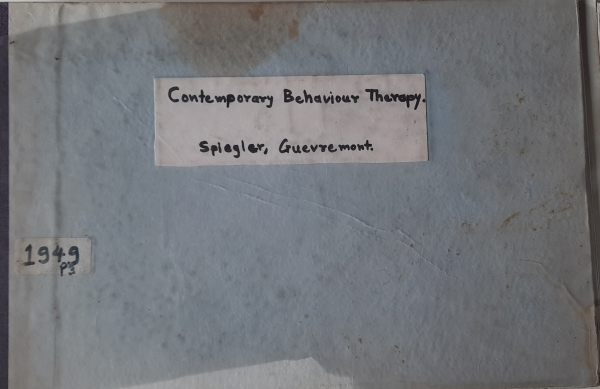 Contemporary Behaviour Therapy.
Spiegler, Guevremont.
1949
P3